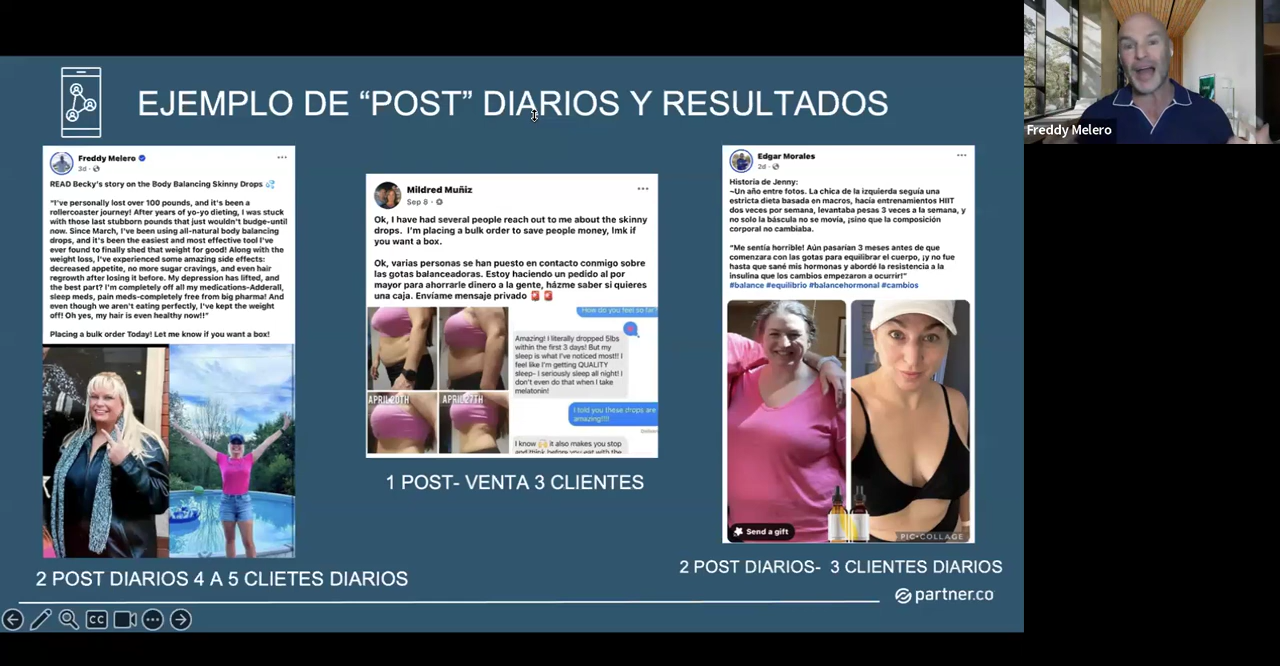 EJEMPLO DE “POST” DIARIOS Y RESULTADOS
Freddy Melero
Freddy Melero
3d
READ Becky's story on the Body Balancing Skinny Drops 💦
"I've personally lost over 100 pounds, and it's been a
rollercoaster journey! After years of yo-yo dieting, I was stuck
with those last stubborn pounds that just wouldn't budge-until
now. Since March, I've been using all-natural body balancing
drops, and it's been the easiest and most effective tool I've
ever found to finally shed that weight for good! Along with the
weight loss, I've experienced some amazing side effects:
decreased appetite, no more sugar cravings, and even hair
regrowth after losing it before. My depression has lifted, and
the best part? I'm completely off all my medications-Adderall,
sleep meds, pain meds-completely free from big pharma! And
even though we aren't eating perfectly, I've kept the weight
off! Oh yes, my hair is even healthy now!!"
Placing a bulk order Today! Let me know if you want a box!
2 POST DIARIOS 4 A 5 CLIETES DIARIOS
Mildred Muñiz
Sep 8
Ok, I have had several people reach out to me about the skinny
drops. I'm placing a bulk order to save people money, lmk if
you want a box.
Ok, varias personas se han puesto en contacto conmigo sobre
las gotas balanceadoras. Estoy haciendo un pedido al por
mayor para ahorrarle dinero a la gente, házme saber si quieres
una caja. Envíame mensaje privado 🚨 🚨
How do you feel so far?
Amazing! I literally dropped 5lbs
within the first 3 days! But my
sleep is what I've noticed most!! I
feel like I'm getting QUALITY
sleep- I seriously sleep all night! I
don't even do that when I take
melatonin!
APRIL 20TH
APRIL 27TH
I told you these drops are
amazing!!!!
I know 🙌 it also makes you stop
and think before you eat with the
1 POST- VENTA 3 CLIENTES
Edgar Morales
2d
Historia de Jenny:
~Un año entre fotos. La chica de la izquierda seguía una
estricta dieta basada en macros, hacía entrenamientos HIIT
dos veces por semana, levantaba pesas 3 veces a la semana, y
no solo la báscula no se movía, ¡sino que la composición
corporal no cambiaba.
"Me sentía horrible! Aún pasarían 3 meses antes de que
comenzara con las gotas para equilibrar el cuerpo, ¡y no fue
hasta que sané mis hormonas y abordé la resistencia a la
insulina que los cambios empezaron a ocurrir!"
#balance #equilibrio #balancehormonal #cambios
Send a gift
PIC•COLLAGE
2 POST DIARIOS- 3 CLIENTES DIARIOS
partner.co
CC